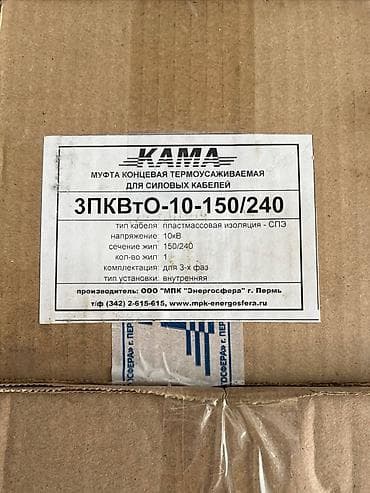 КАМА
МУФТА КОНЦЕВАЯ ТЕРМОУСАЖИВАЕМАЯ
ДЛЯ СИЛОВЫХ КАБЕЛЕЙ
3ПКВтО-10-150/240
тип кабеля пластмассовая изоляция - СПЭ
напряжение 10кВ
сечение жил 150/240
кол-во жил 1
комплектация для 3-х фаз
тип установки внутренняя
производитель: ООО "МПК "Энергосфера" г. Пермь
т/ф (342) 2-615-615, www.mpk-energosfera.ru